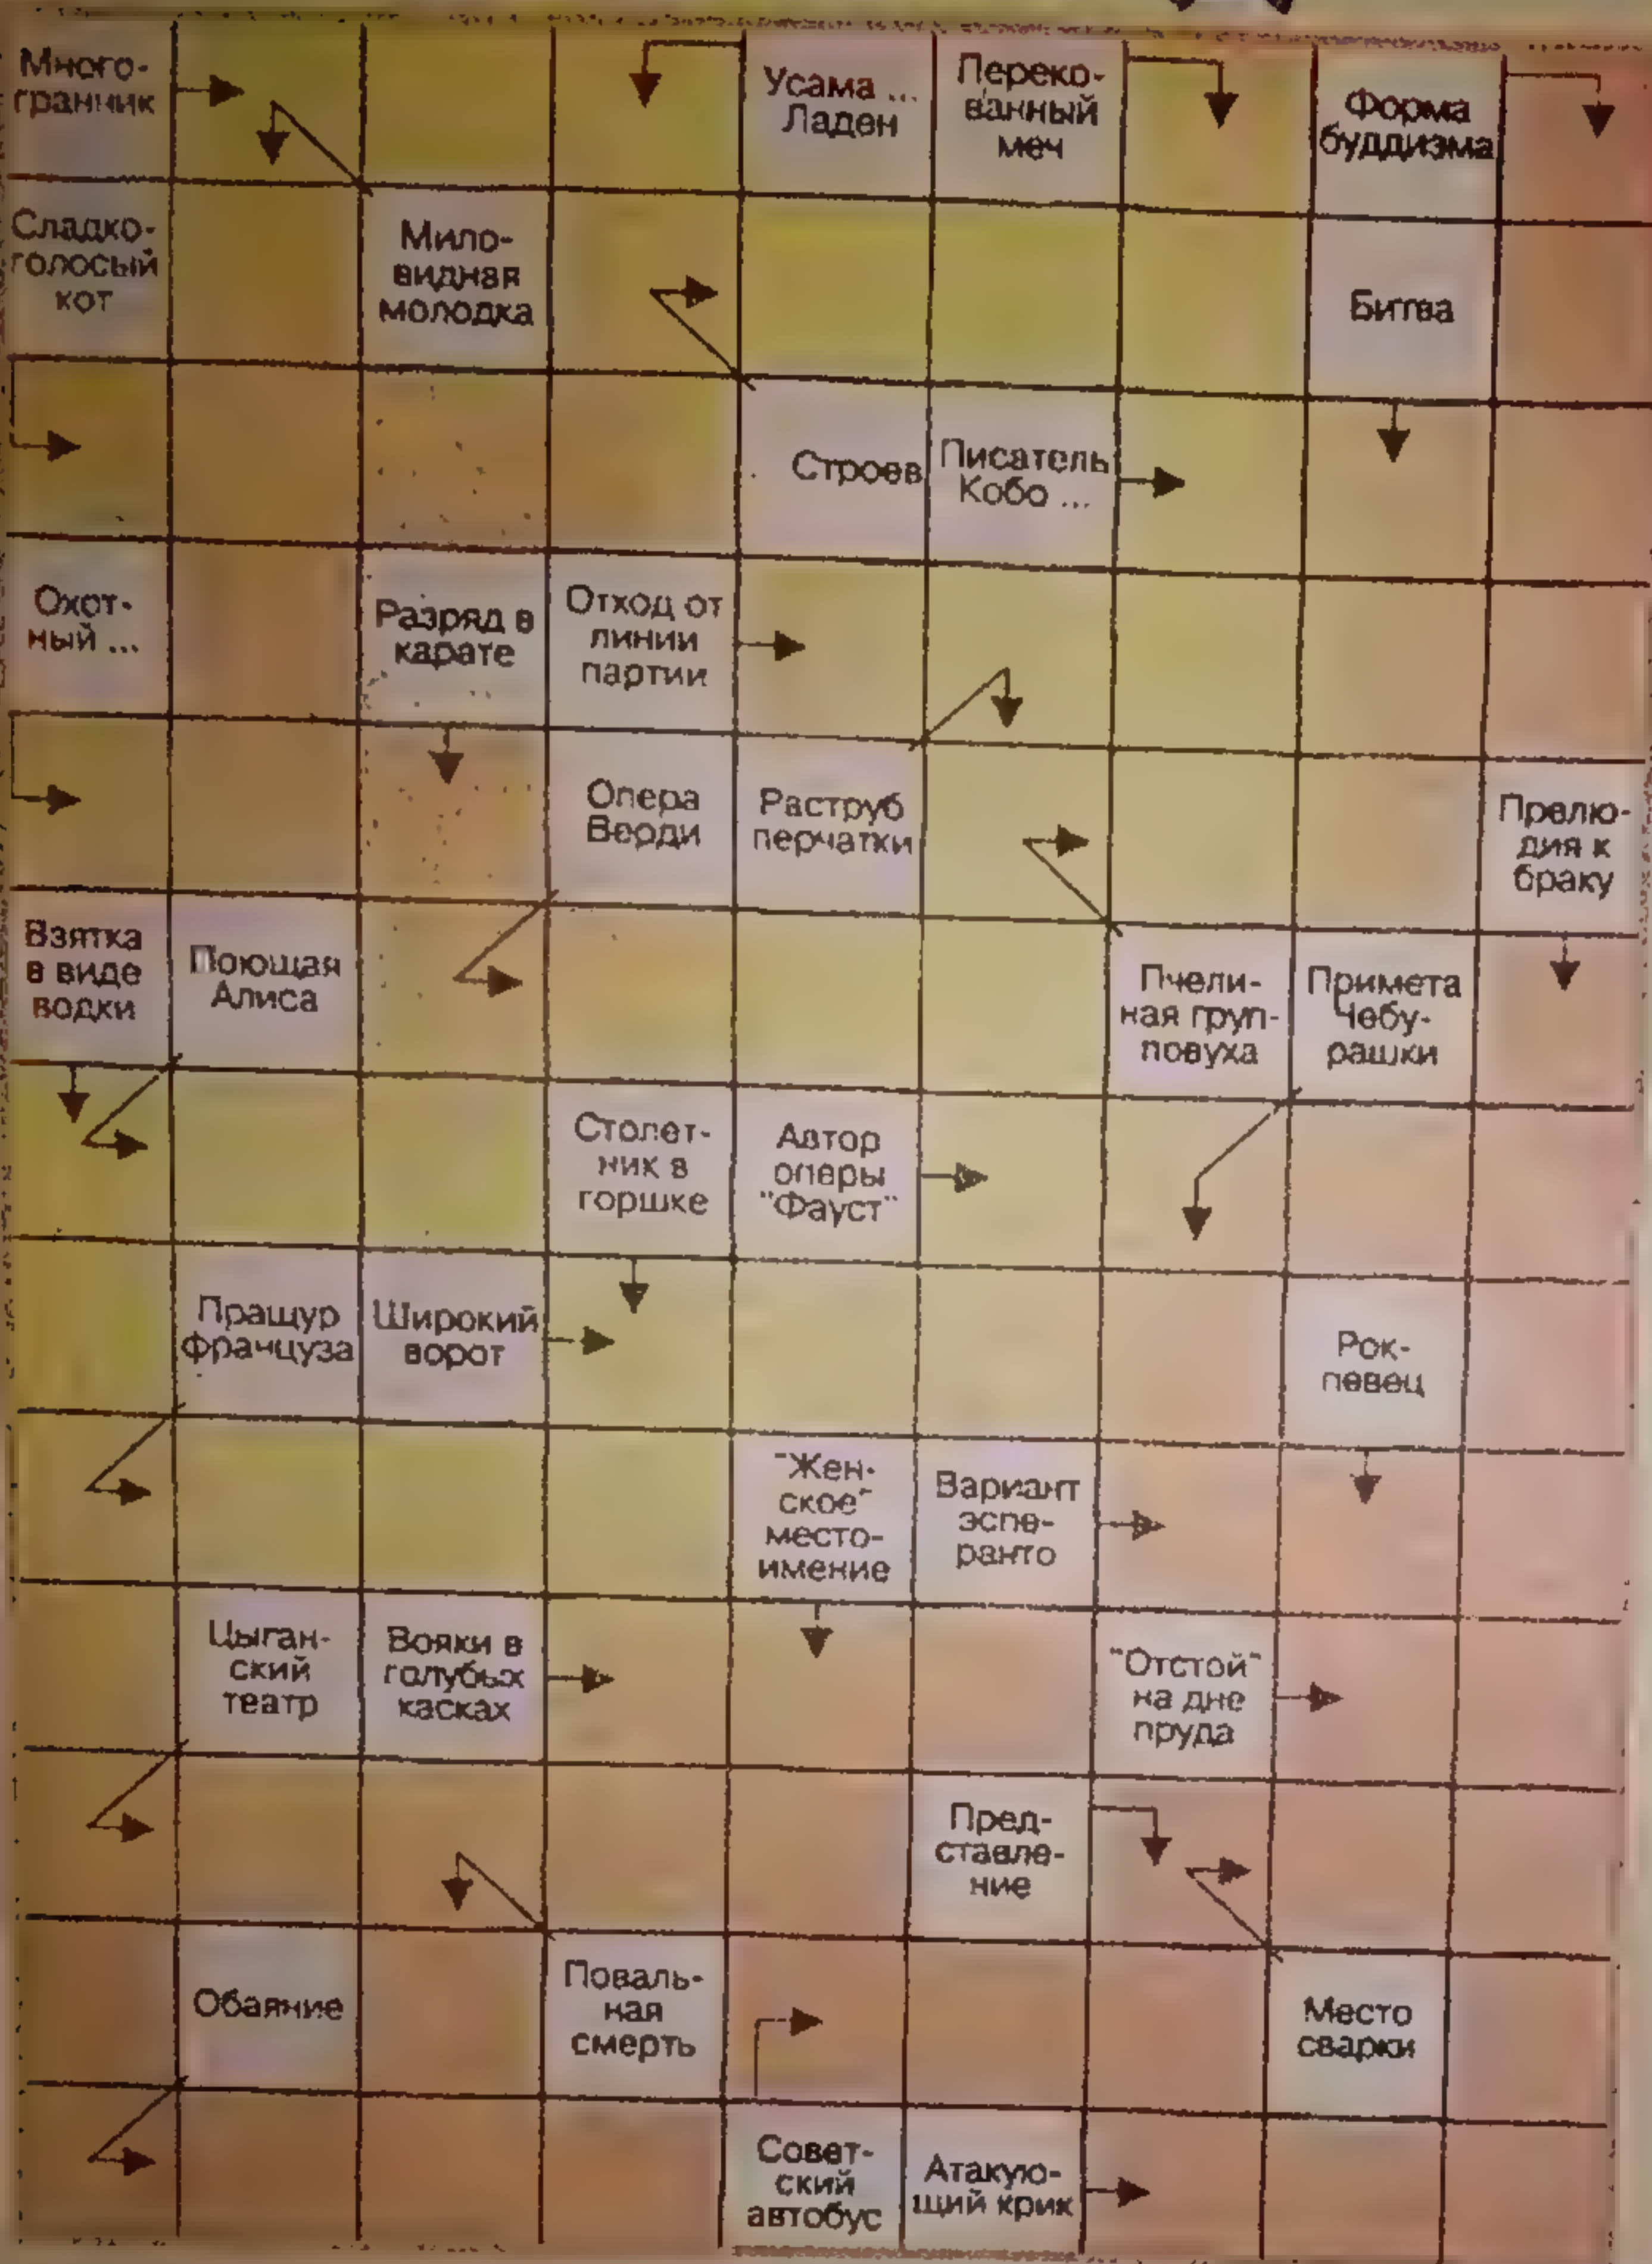 Много-
гранник
Усама ...
Ладен
Переко-
ванный
меч
Форма
буддизма
Сладко-
голосый
кот
Мило-
видная
молодка
Битва
Строев
Писатель
Кобо ...
Охот-
ный ...
Разряд в
карате
Отход от
линии
партии
Опера
Верди
Раструб
перчатки
Прелю-
дия к
браку
Взятка
в виде
водки
Поющая
Алиса
Пчели-
ная груп-
повуха
Примета
Чебу-
рашки
Столет-
ник в
горшке
Автор
оперы
"Фауст"
Пращур
француза
Широкий
ворот
Рок-
певец
"Жен-
ское"
место-
имение
Вариант
эспе-
ранто
Цыган-
ский
театр
Вояки в
голубых
касках
"Отстой"
на дне
пруда
Пред-
ставле-
ние
Обаяние
Поваль-
ная
смерть
Место
сварки
Совет-
ский
автобус
Атакую-
щий крик